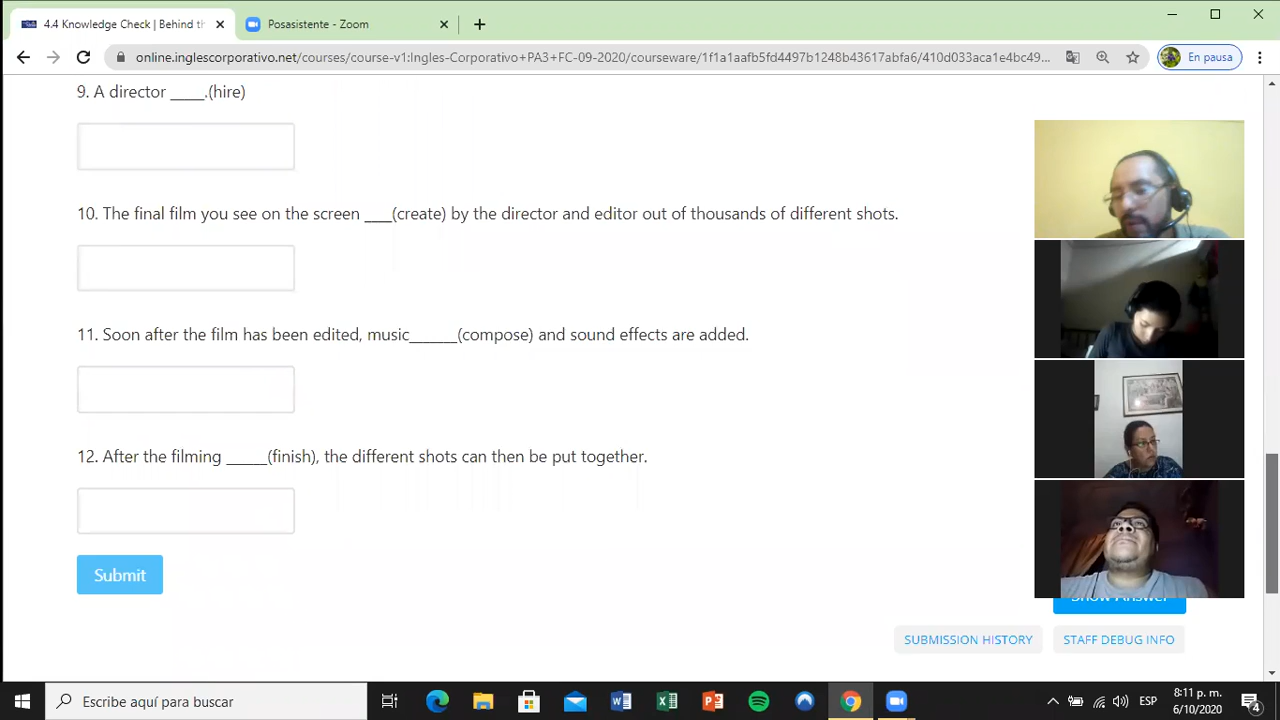 4.4 Knowledge Check | Behind th
Posasistente - Zoom
online.inglescorporativo.net/courses/course-v1:Ingles-Corporativo+PA3+FC-09-2020/courseware/1f1a1aafb5fd4497b1248b43617abfa6/410d033aca1e4bc49...
En pausa
9. A director ____.(hire)
10. The final film you see on the screen ___(create) by the director and editor out of thousands of different shots.
11. Soon after the film has been edited, music_____(compose) and sound effects are added.
12. After the filming ____(finish), the different shots can then be put together.
Submit
SUBMISSION HISTORY
STAFF DEBUG INFO
Escribe aquí para buscar
ESP
8:11 p. m.
6/10/2020
4